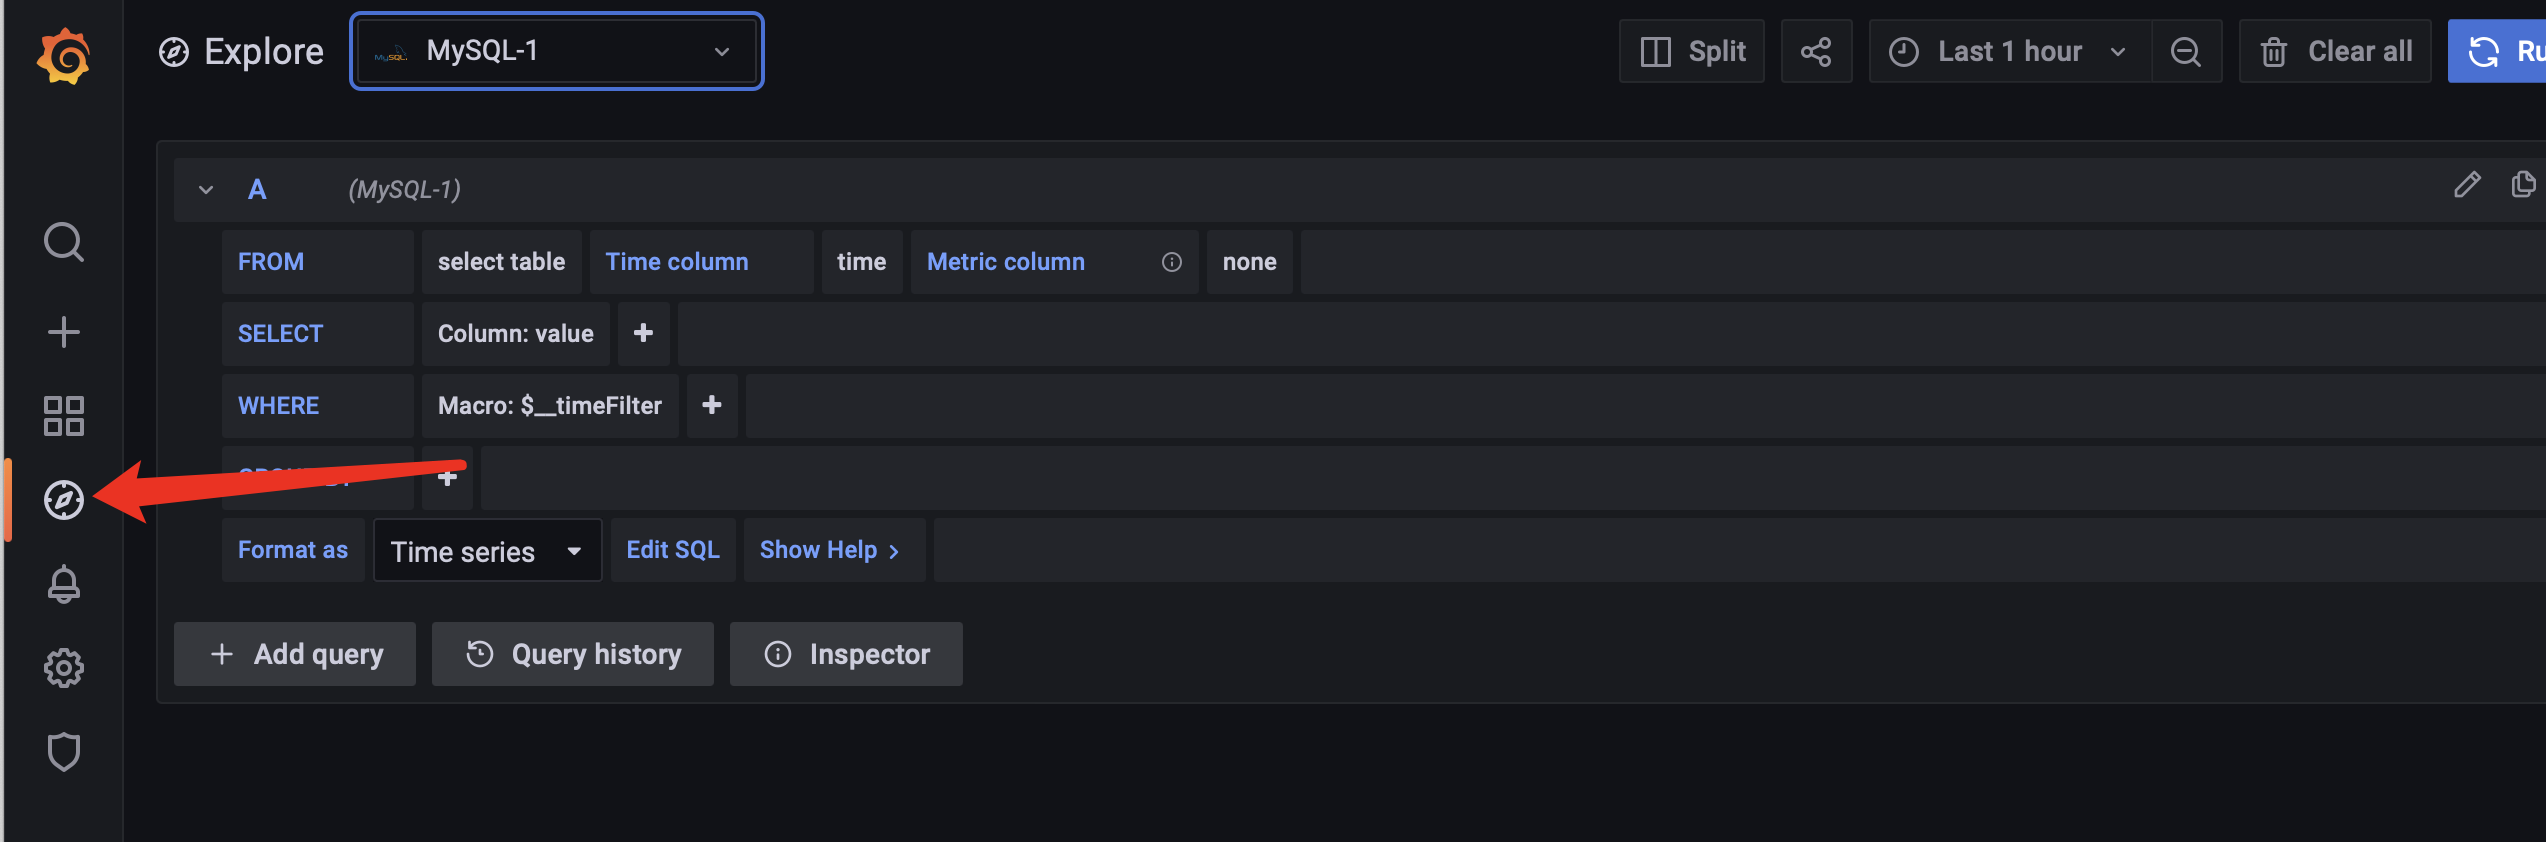 Explore MySQL-1 Split Last 1 hour Clear all
A (MySQL-1)
FROM select table Time column time Metric column none
SELECT Column: value +
WHERE Macro: $__timeFilter +
+
Format as Time series Edit SQL Show Help >
+ Add query Query history Inspector